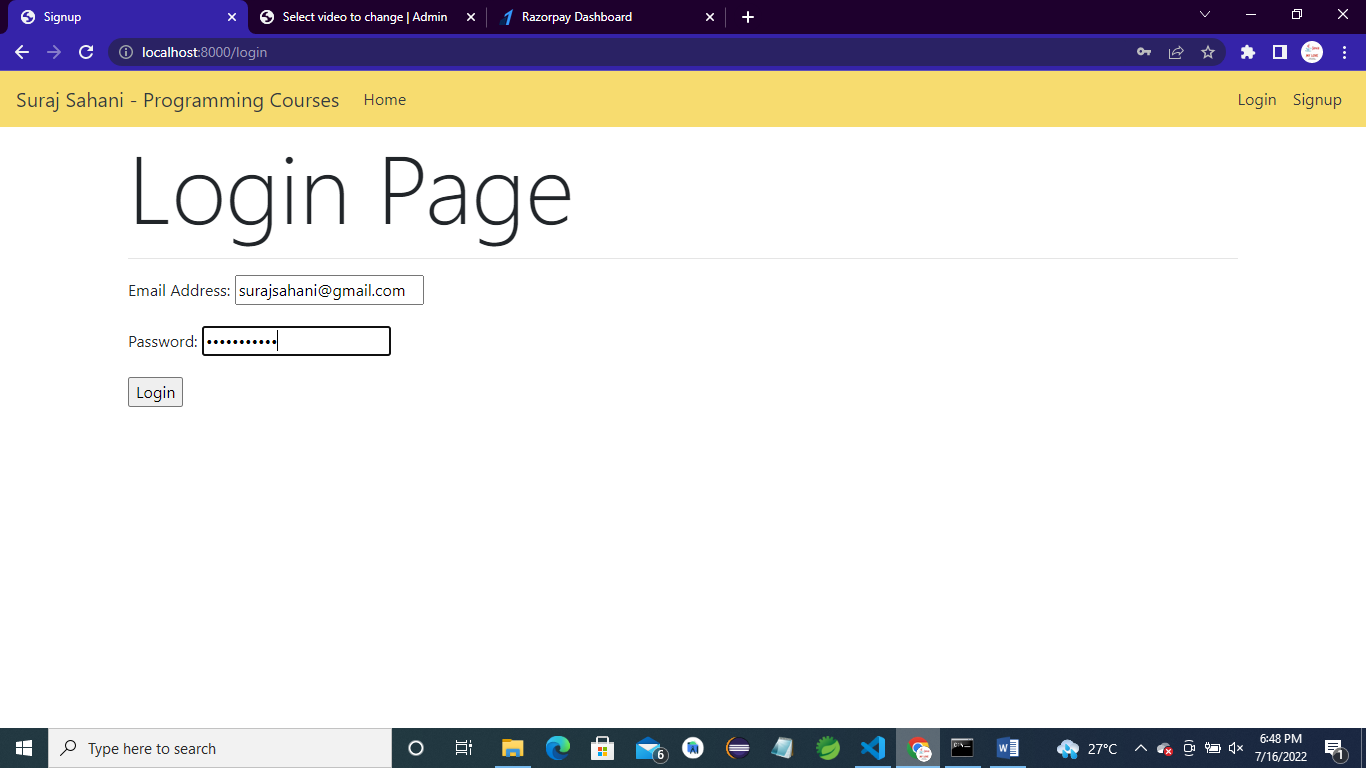 Signup
Select video to change | Admin
Razorpay Dashboard
localhost:8000/login
Suraj Sahani - Programming Courses Home Login Signup
Login Page
Email Address: surajsahani@gmail.com
Password: •••••••••••
Login
Type here to search
6
27°C
6:48 PM
7/16/2022
1